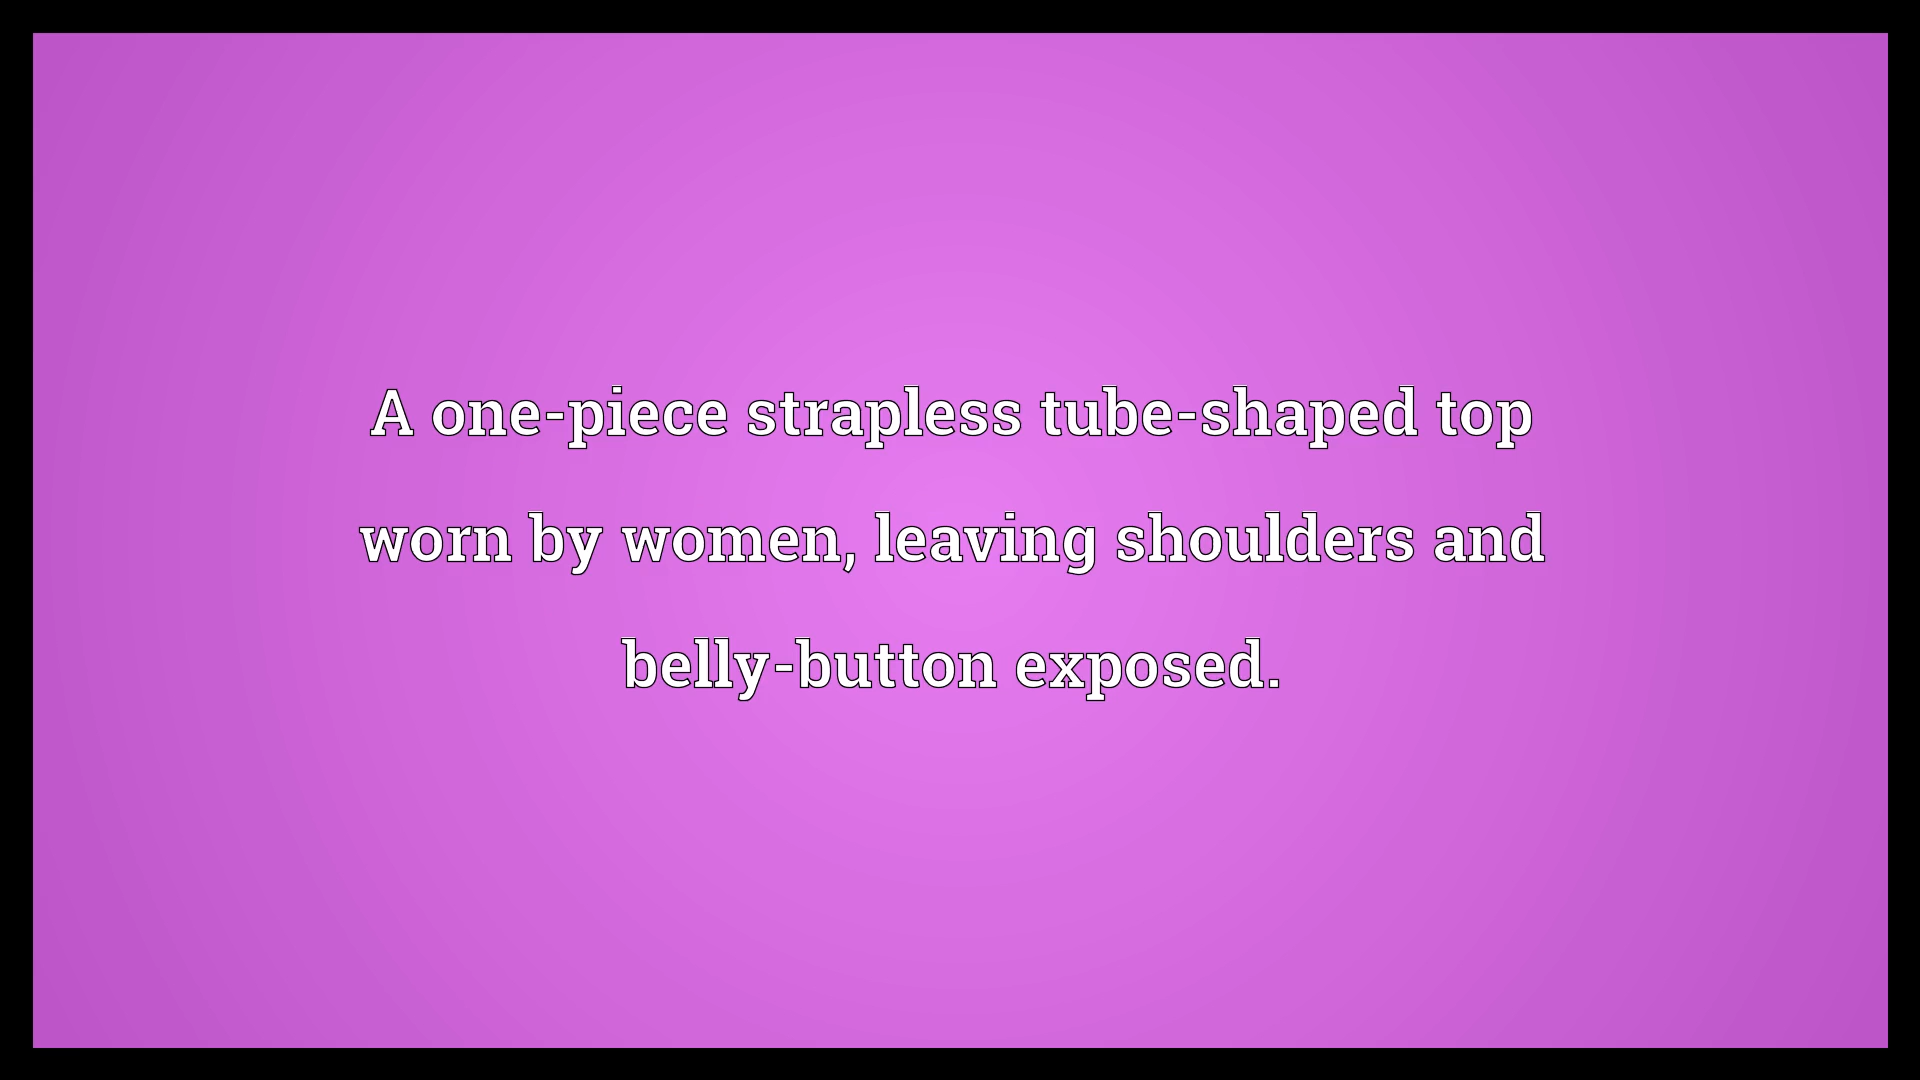 A one-piece strapless tube-shaped top
worn by women, leaving shoulders and
belly-button exposed.